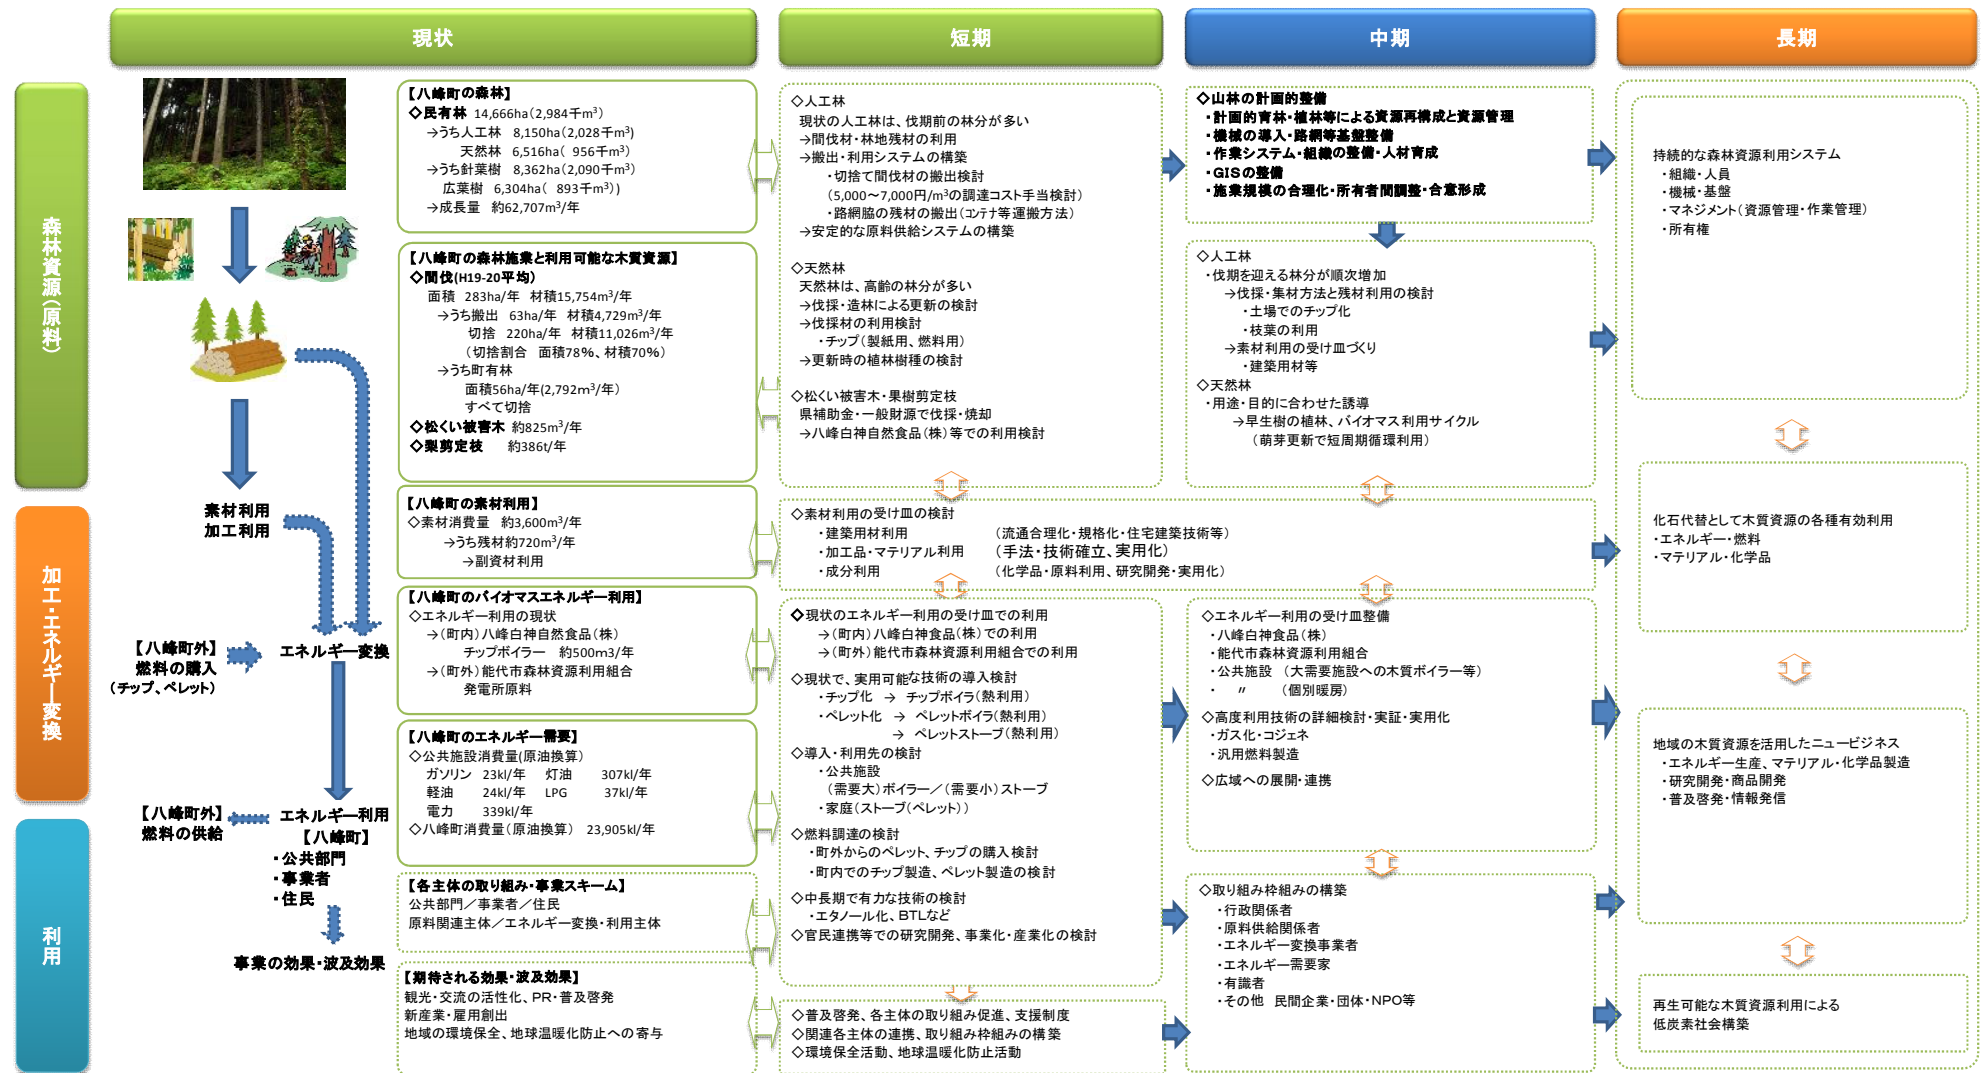 現状
短期
中期
長期
森林資源(原料)
加工・エネルギー変換
利用
素材利用
加工利用
【八峰町外】
燃料の購入
(チップ、ペレット)
エネルギー変換
【八峰町外】
燃料の供給
エネルギー利用
【八峰町】
・公共部門
・事業者
・住民
事業の効果・波及効果
【八峰町の森林】
◇民有林 14,666ha(2,984千m³)
→うち人工林 8,150ha(2,028千m³)
天然林 6,516ha( 956千m³)
→うち針葉樹 8,362ha(2,090千m³)
広葉樹 6,304ha( 893千m³))
→成長量 約62,707m³/年
【八峰町の森林施業と利用可能な木質資源】
◇間伐(H19-20平均)
面積 283ha/年 材積15,754m³/年
→うち搬出 63ha/年 材積4,729m³/年
切捨 220ha/年 材積11,026m³/年
(切捨割合 面積78%、材積70%)
→うち町有林
面積56ha/年(2,792m³/年)
すべて切捨
◇松くい被害木 約825m³/年
◇梨剪定枝 約386t/年
【八峰町の素材利用】
◇素材消費量 約3,600m³/年
→うち残材約720m³/年
→副資材利用
【八峰町のバイオマスエネルギー利用】
◇エネルギー利用の現状
→(町内)八峰白神自然食品(株)
チップボイラー 約500m3/年
→(町外)能代市森林資源利用組合
発電所原料
【八峰町のエネルギー需要】
◇公共施設消費量(原油換算)
ガソリン 23kl/年 灯油 307kl/年
軽油 24kl/年 LPG 37kl/年
電力 339kl/年
◇八峰町消費量(原油換算) 23,905kl/年
【各主体の取り組み・事業スキーム】
公共部門/事業者/住民
原料関連主体/エネルギー変換・利用主体
【期待される効果・波及効果】
観光・交流の活性化、PR・普及啓発
新産業・雇用創出
地域の環境保全、地球温暖化防止への寄与
◇人工林
現状の人工林は、伐期前の林分が多い
→間伐材・林地残材の利用
→搬出・利用システムの構築
・切捨て間伐材の搬出検討
(5,000~7,000円/m³の調達コスト手当検討)
・路網脇の残材の搬出(コンテナ等運搬方法)
→安定的な原料供給システムの構築
◇天然林
天然林は、高齢の林分が多い
→伐採・造林による更新の検討
→伐採材の利用検討
・チップ(製紙用、燃料用)
→更新時の植林樹種の検討
◇松くい被害木・果樹剪定枝
県補助金・一般財源で伐採・焼却
→八峰白神自然食品(株)等での利用検討
◇素材利用の受け皿の検討
・建築用材利用 (流通合理化・規格化・住宅建築技術等)
・加工品・マテリアル利用 (手法・技術確立、実用化)
・成分利用 (化学品・原料利用、研究開発・実用化)
◇現状のエネルギー利用の受け皿での利用
→(町内)八峰白神食品(株)での利用
→(町外)能代市森林資源利用組合での利用
◇現状で、実用可能な技術の導入検討
・チップ化 → チップボイラ(熱利用)
・ペレット化 → ペレットボイラ(熱利用)
→ ペレットストーブ(熱利用)
◇導入・利用先の検討
・公共施設
(需要大)ボイラー/(需要小)ストーブ
・家庭(ストーブ(ペレット))
◇燃料調達の検討
・町外からのペレット、チップの購入検討
・町内でのチップ製造、ペレット製造の検討
◇中長期で有力な技術の検討
・エタノール化、BTLなど
◇官民連携等での研究開発、事業化・産業化の検討
◇普及啓発、各主体の取り組み促進、支援制度
◇関連各主体の連携、取り組み枠組みの構築
◇環境保全活動、地球温暖化防止活動
◇山林の計画的整備
・計画的育林・植林等による資源再構成と資源管理
・機械の導入・路網等基盤整備
・作業システム・組織の整備・人材育成
・GISの整備
・施業規模の合理化・所有者間調整・合意形成
◇人工林
・伐期を迎える林分が順次増加
→伐採・集材方法と残材利用の検討
・土場でのチップ化
・枝葉の利用
→素材利用の受け皿づくり
・建築用材等
◇天然林
・用途・目的に合わせた誘導
→早生樹の植林、バイオマス利用サイクル
(萌芽更新で短周期循環利用)
◇エネルギー利用の受け皿整備
・八峰白神食品(株)
・能代市森林資源利用組合
・公共施設 (大需要施設への木質ボイラー等)
・ 〃 (個別暖房)
◇高度利用技術の詳細検討・実証・実用化
・ガス化・コジェネ
・汎用燃料製造
◇広域への展開・連携
◇取り組み枠組みの構築
・行政関係者
・原料供給関係者
・エネルギー変換事業者
・エネルギー需要家
・有識者
・その他 民間企業・団体・NPO等
持続的な森林資源利用システム
・組織・人員
・機械・基盤
・マネジメント(資源管理・作業管理)
・所有権
化石代替として木質資源の各種有効利用
・エネルギー・燃料
・マテリアル・化学品
地域の木質資源を活用したニュービジネス
・エネルギー生産、マテリアル・化学品製造
・研究開発・商品開発
・普及啓発・情報発信
再生可能な木質資源利用による
低炭素社会構築